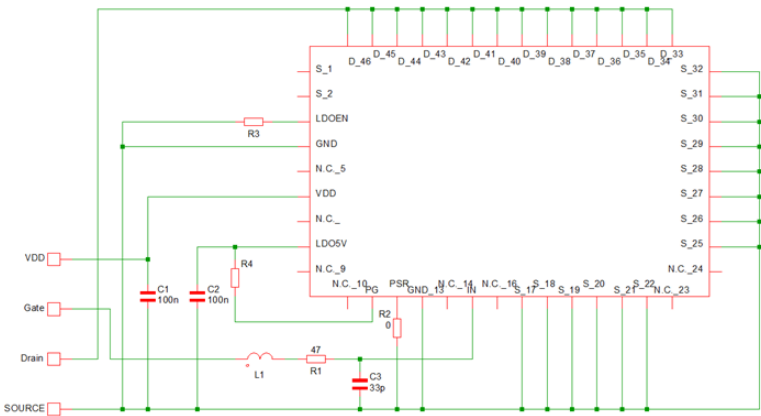 D_46
D_45
D_44
D_43
D_42
D_41
D_40
D_39
D_38
D_37
D_36
D_35
D_34
D_33
S_1
S_32
S_2
S_31
LDOEN
S_30
R3
GND
S_29
N.C._5
S_28
VDD
S_27
N.C._
S_26
LDO5V
S_25
R4
N.C._9
N.C._24
VDD
N.C._10
PG
PSR
GND_13
N.C._14
IN
N.C._16
S_17
S_18
S_19
S_20
S_21
S_22
N.C._23
C1
100n
C2
100n
Gate
R2
0
47
R1
Drain
L1
C3
33p
SOURCE